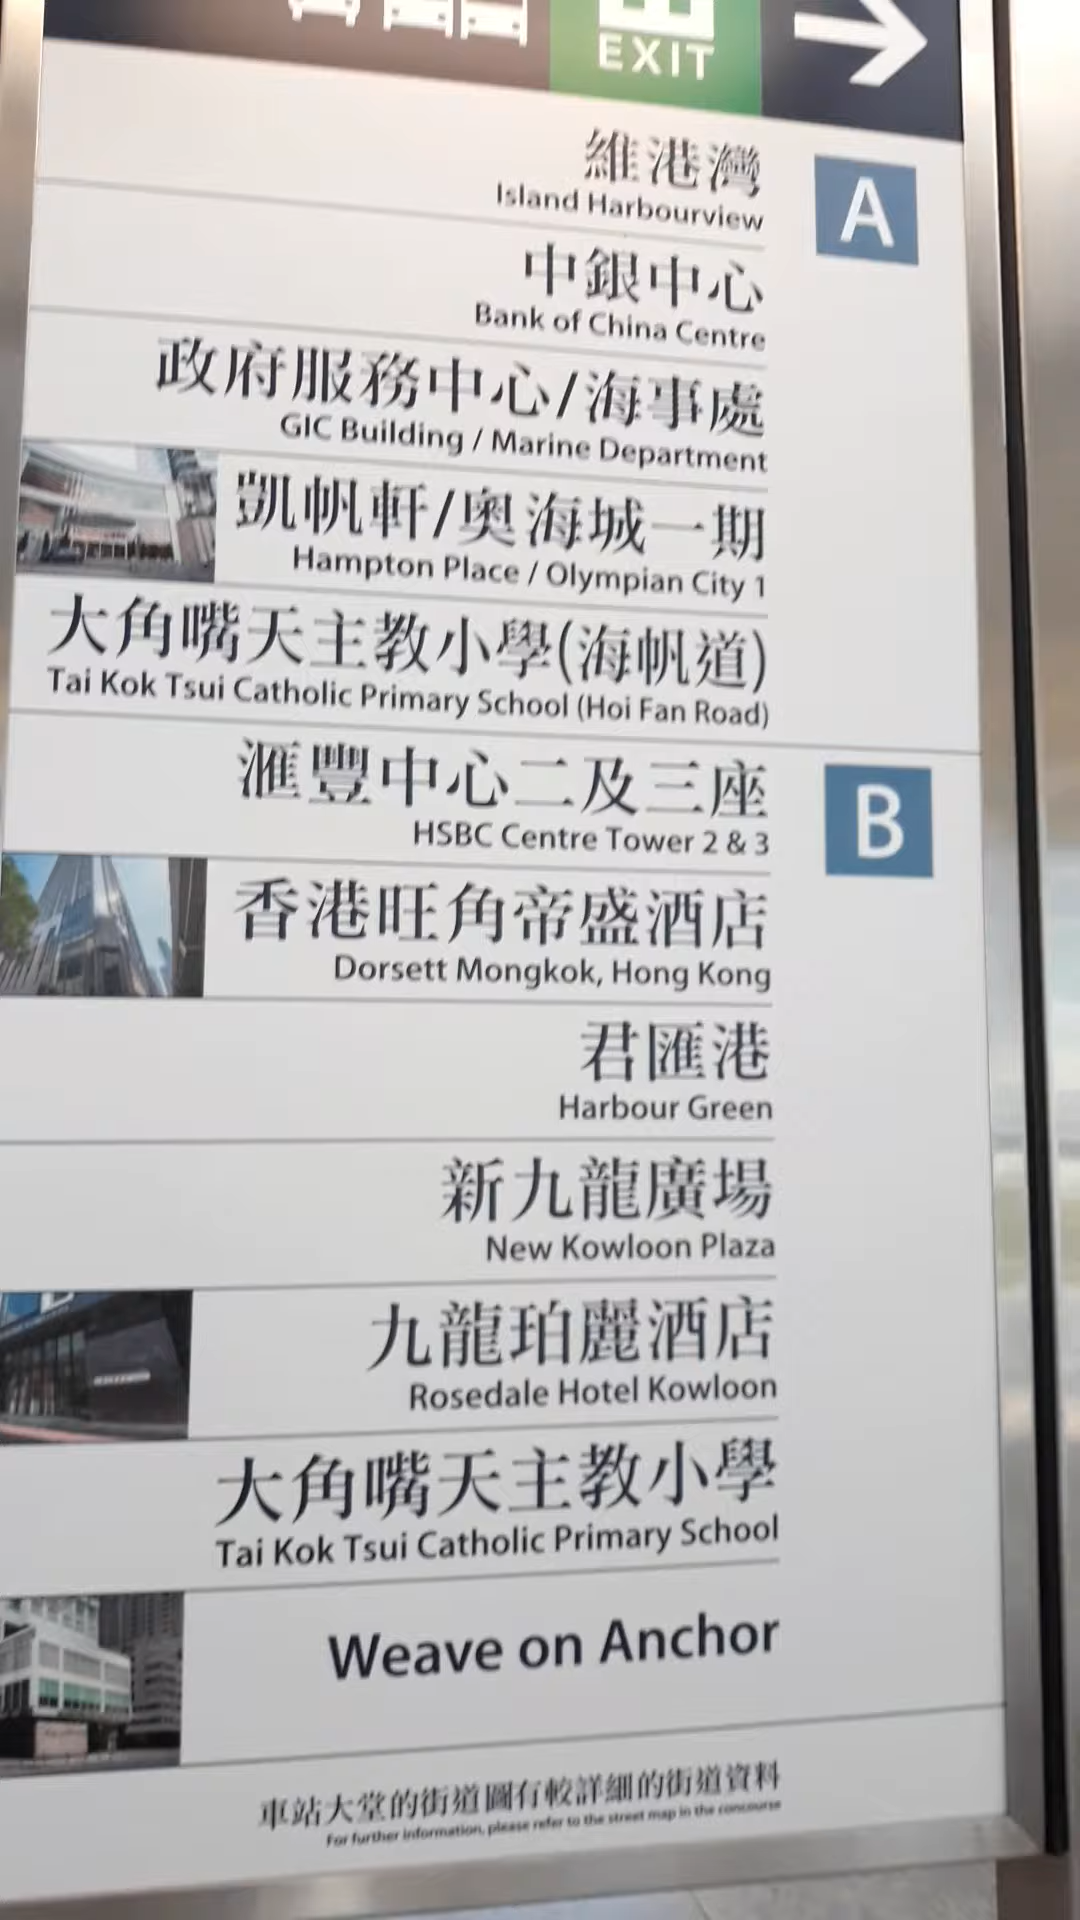 EXIT
維港灣
Island Harbourview
A
中銀中心
Bank of China Centre
政府服務中心/海事處
GIC Building / Marine Department
凱帆軒/奧海城一期
Hampton Place / Olympian City 1
大角嘴天主教小學(海帆道)
Tai Kok Tsui Catholic Primary School (Hoi Fan Road)
滙豐中心二及三座
HSBC Centre Tower 2 & 3
B
香港旺角帝盛酒店
Dorsett Mongkok, Hong Kong
君匯港
Harbour Green
新九龍廣場
New Kowloon Plaza
九龍珀麗酒店
Rosedale Hotel Kowloon
大角嘴天主教小學
Tai Kok Tsui Catholic Primary School
Weave on Anchor
車站大堂的街道圖有較詳細的街道資料
For further information, please refer to the street map in the concourse